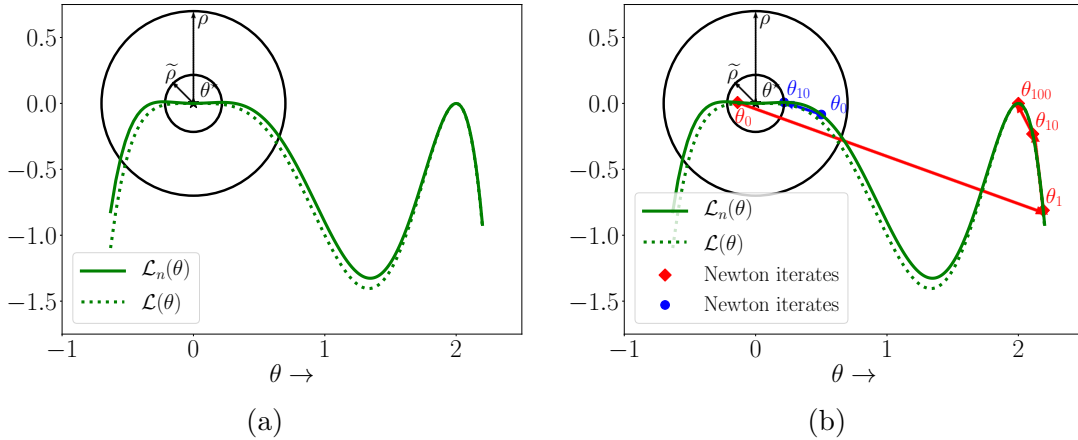 0.5
0.0
−0.5
−1.0
−1.5
ρ
ρ̃
θ*
ℒₙ(θ)
ℒ(θ)
−1
0
1
2
θ →
(a)
0.5
0.0
−0.5
−1.0
−1.5
ρ
ρ̃
θ*
θ₁₀
θ₀
θ₀
θ₁₀₀
θ₁₀
θ₁
ℒₙ(θ)
ℒ(θ)
Newton iterates
Newton iterates
−1
0
1
2
θ →
(b)